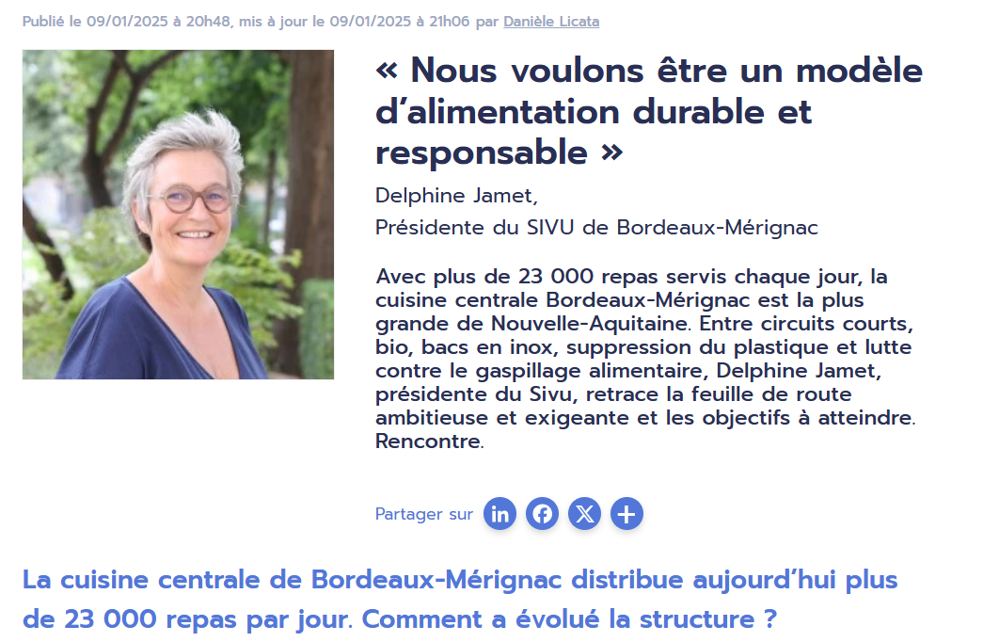 Publié le 09/01/2025 à 20h48, mis à jour le 09/01/2025 à 21h06 par Danièle Licata
« Nous voulons être un modèle
d’alimentation durable et
responsable »
Delphine Jamet,
Présidente du SIVU de Bordeaux-Mérignac
Avec plus de 23 000 repas servis chaque jour, la
cuisine centrale Bordeaux-Mérignac est la plus
grande de Nouvelle-Aquitaine. Entre circuits courts,
bio, bacs en inox, suppression du plastique et lutte
contre le gaspillage alimentaire, Delphine Jamet,
présidente du Sivu, retrace la feuille de route
ambitieuse et exigeante et les objectifs à atteindre.
Rencontre.
Partager sur
La cuisine centrale de Bordeaux-Mérignac distribue aujourd’hui plus
de 23 000 repas par jour. Comment a évolué la structure ?